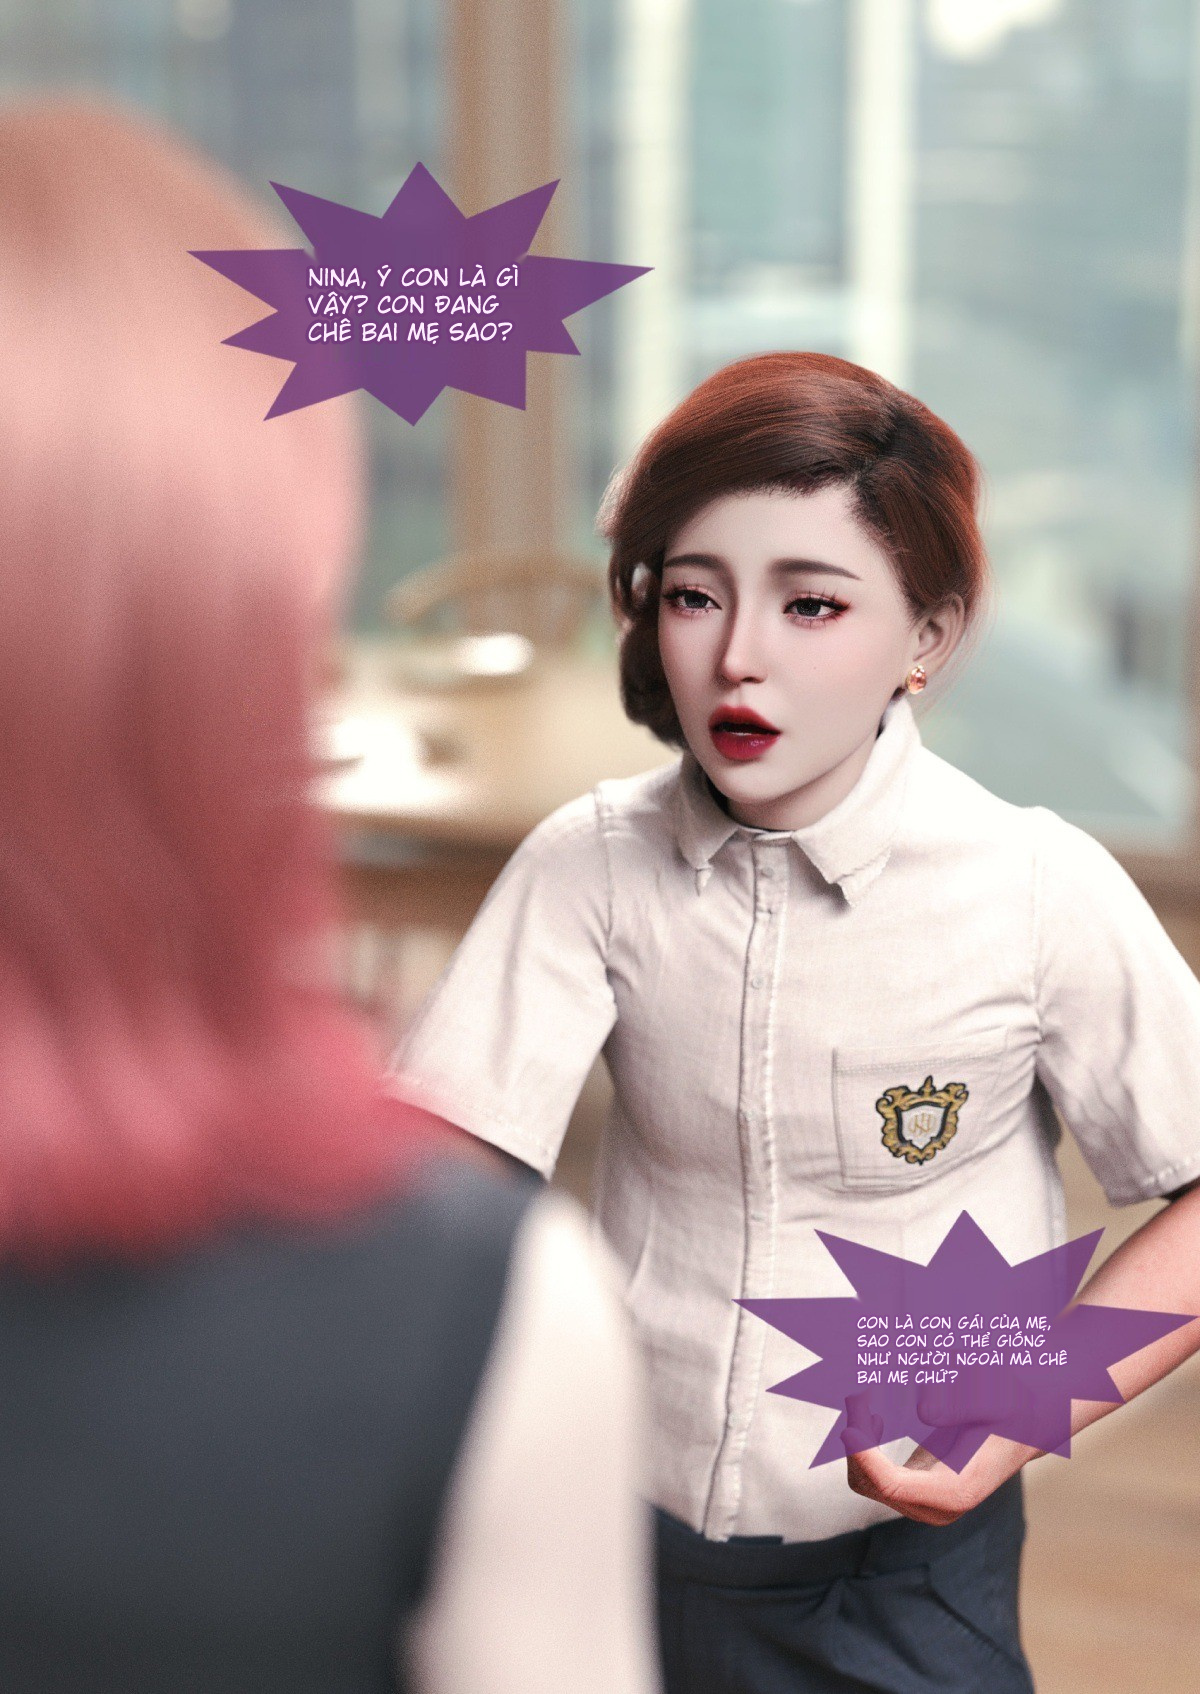 NINA, Ý CON LÀ GÌ
VẬY? CON ĐANG
CHÊ BAI MẸ SAO?
CON LÀ CON GÁI CỦA MẸ,
SAO CON CÓ THỂ GIỐNG
NHƯ NGƯỜI NGOÀI MÀ CHÊ
BAI MẸ CHỨ?